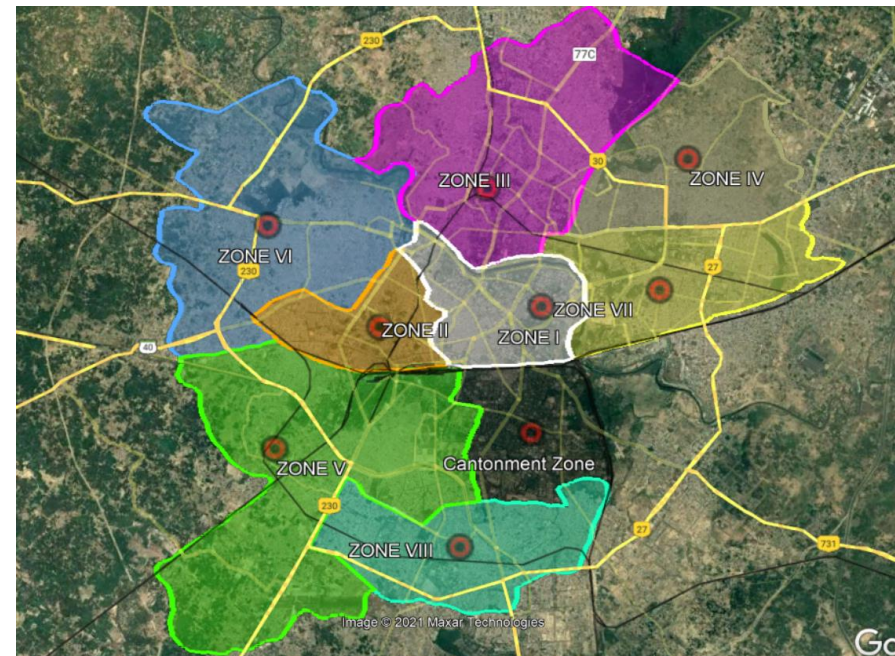 230
77C
30
ZONE III
ZONE IV
ZONE VI
230
27
ZONE VII
ZONE II
ZONE I
40
Cantonment Zone
ZONE V
230
27
731
ZONE VIII
Image © 2021 Maxar Technologies
Go